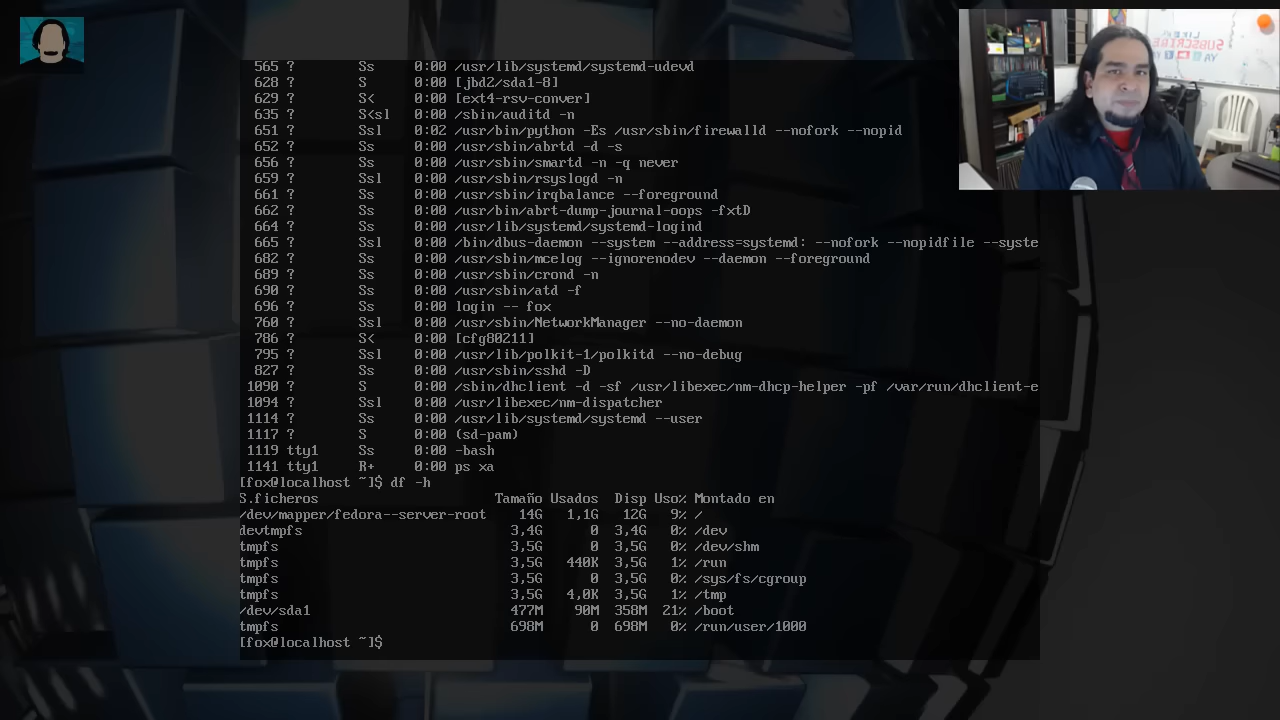 565 ? Ss 0:00 /usr/lib/systemd/systemd-udevd
628 ? S 0:00 [jbd2/sda1-8]
629 ? S< 0:00 [ext4-rsv-conver]
635 ? S<sl 0:00 /sbin/auditd -n
651 ? Ssl 0:02 /usr/bin/python -Es /usr/sbin/firewalld --nofork --nopid
652 ? Ss 0:00 /usr/sbin/abrtd -d -s
656 ? Ss 0:00 /usr/sbin/smartd -n -q never
659 ? Ssl 0:00 /usr/sbin/rsyslogd -n
661 ? Ss 0:00 /usr/sbin/irqbalance --foreground
662 ? Ss 0:00 /usr/bin/abrt-dump-journal-oops -fxtD
664 ? Ss 0:00 /usr/lib/systemd/systemd-logind
665 ? Ssl 0:00 /bin/dbus-daemon --system --address=systemd: --nofork --nopidfile --syste
682 ? Ss 0:00 /usr/sbin/mcelog --ignorenodev --daemon --foreground
689 ? Ss 0:00 /usr/sbin/crond -n
690 ? Ss 0:00 /usr/sbin/atd -f
696 ? Ss 0:00 login -- fox
760 ? Ssl 0:00 /usr/sbin/NetworkManager --no-daemon
786 ? S< 0:00 [cfg80211]
795 ? Ssl 0:00 /usr/lib/polkit-1/polkitd --no-debug
827 ? Ss 0:00 /usr/sbin/sshd -D
1090 ? S 0:00 /sbin/dhclient -d -sf /usr/libexec/nm-dhcp-helper -pf /var/run/dhclient-e
1094 ? Ssl 0:00 /usr/libexec/nm-dispatcher
1114 ? Ss 0:00 /usr/lib/systemd/systemd --user
1117 ? S 0:00 (sd-pam)
1119 tty1 Ss 0:00 -bash
1141 tty1 R+ 0:00 ps xa
[fox@localhost ~]$ df -h
S.ficheros Tamaño Usados Disp Uso% Montado en
/dev/mapper/fedora--server-root 14G 1,1G 12G 9% /
devtmpfs 3,4G 0 3,4G 0% /dev
tmpfs 3,5G 0 3,5G 0% /dev/shm
tmpfs 3,5G 440K 3,5G 1% /run
tmpfs 3,5G 0 3,5G 0% /sys/fs/cgroup
tmpfs 3,5G 4,0K 3,5G 1% /tmp
/dev/sda1 477M 90M 358M 21% /boot
tmpfs 698M 0 698M 0% /run/user/1000
[fox@localhost ~]$
LIKE
SUBSCRIBE
YA